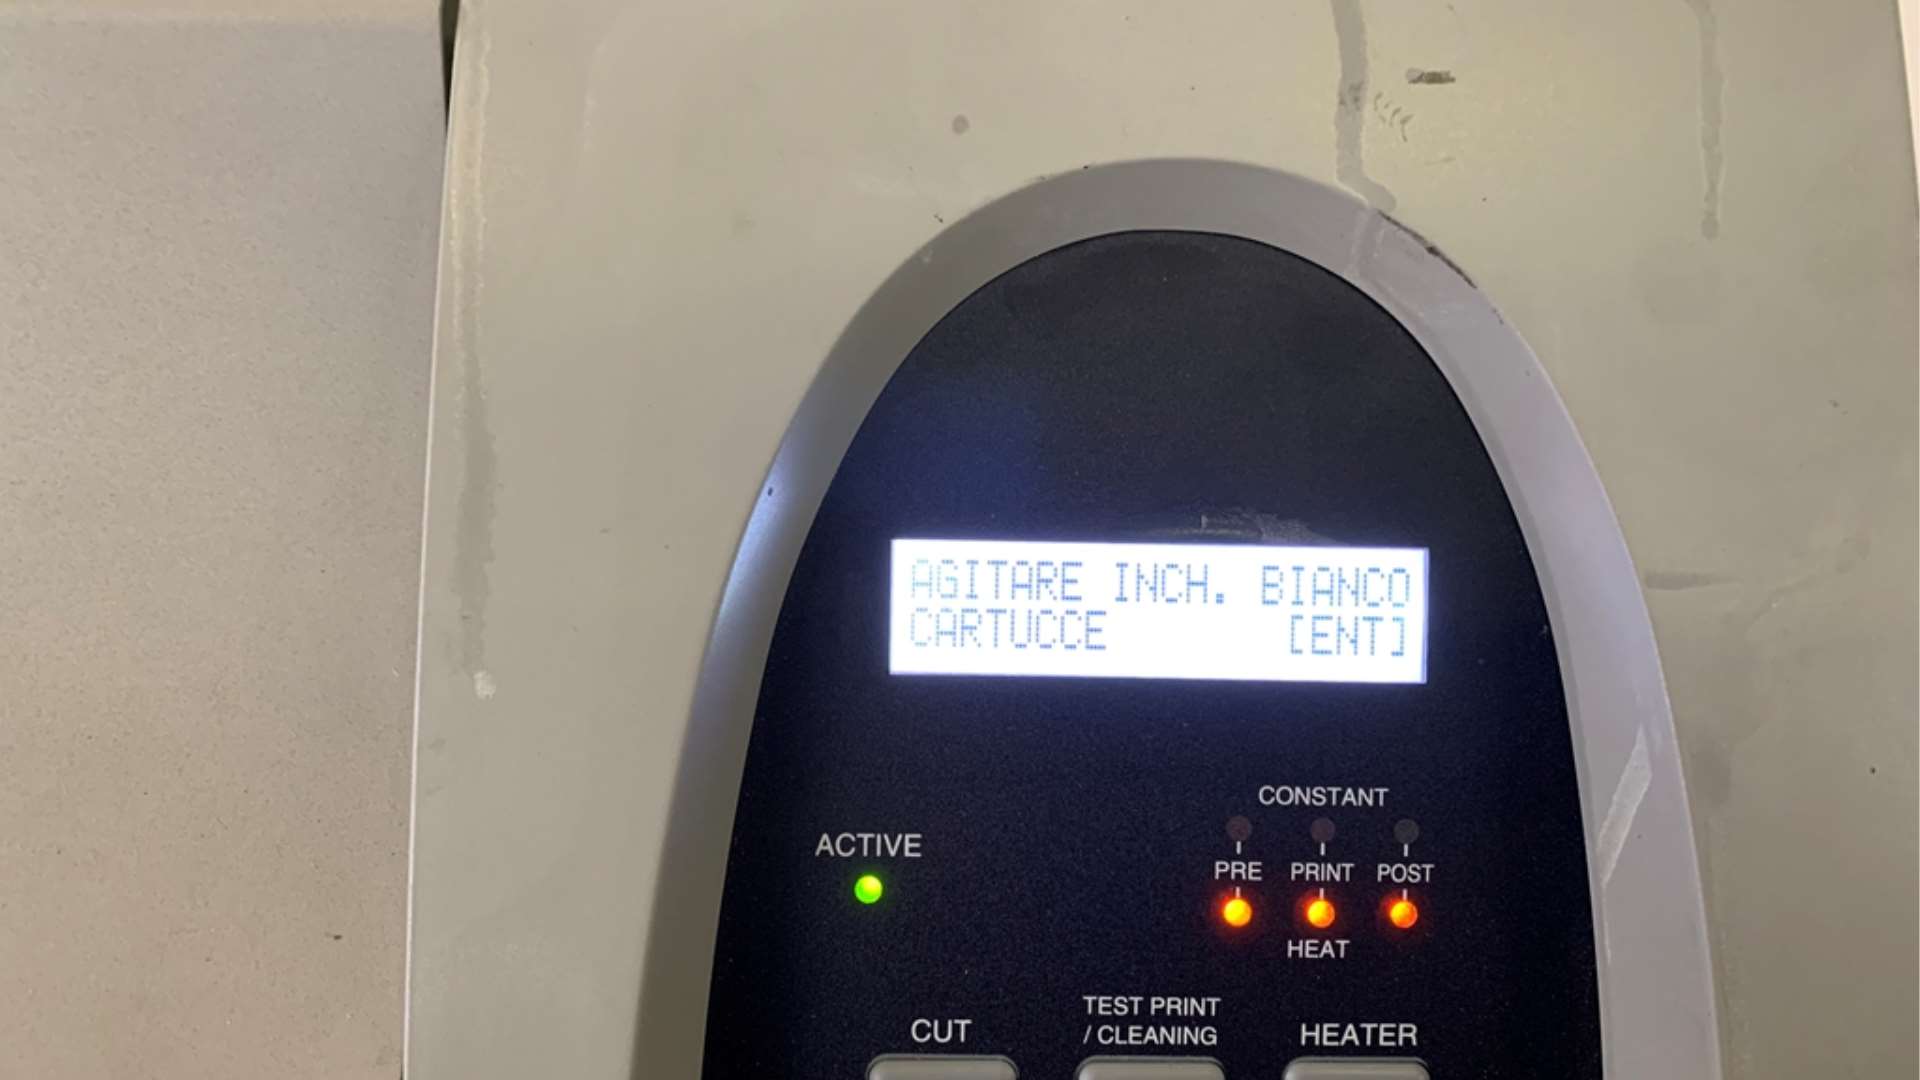 AGITARE INCH. BIANCO
CARTUCCE [ENT]
CONSTANT
ACTIVE
PRE PRINT POST
HEAT
CUT
TEST PRINT
/ CLEANING
HEATER